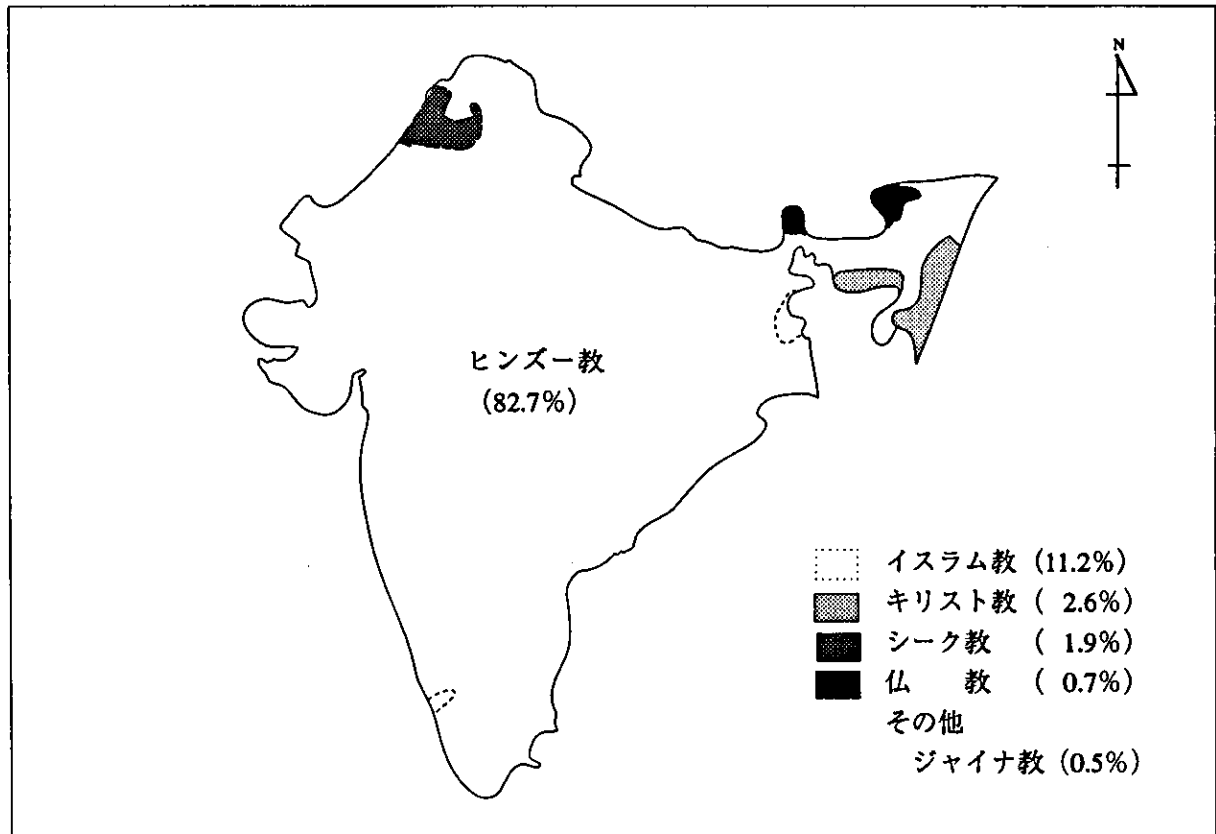 N
ヒンズー教
(82.7%)
イスラム教 (11.2%)
キリスト教 ( 2.6%)
シーク教 ( 1.9%)
仏 教 ( 0.7%)
その他
ジャイナ教 (0.5%)